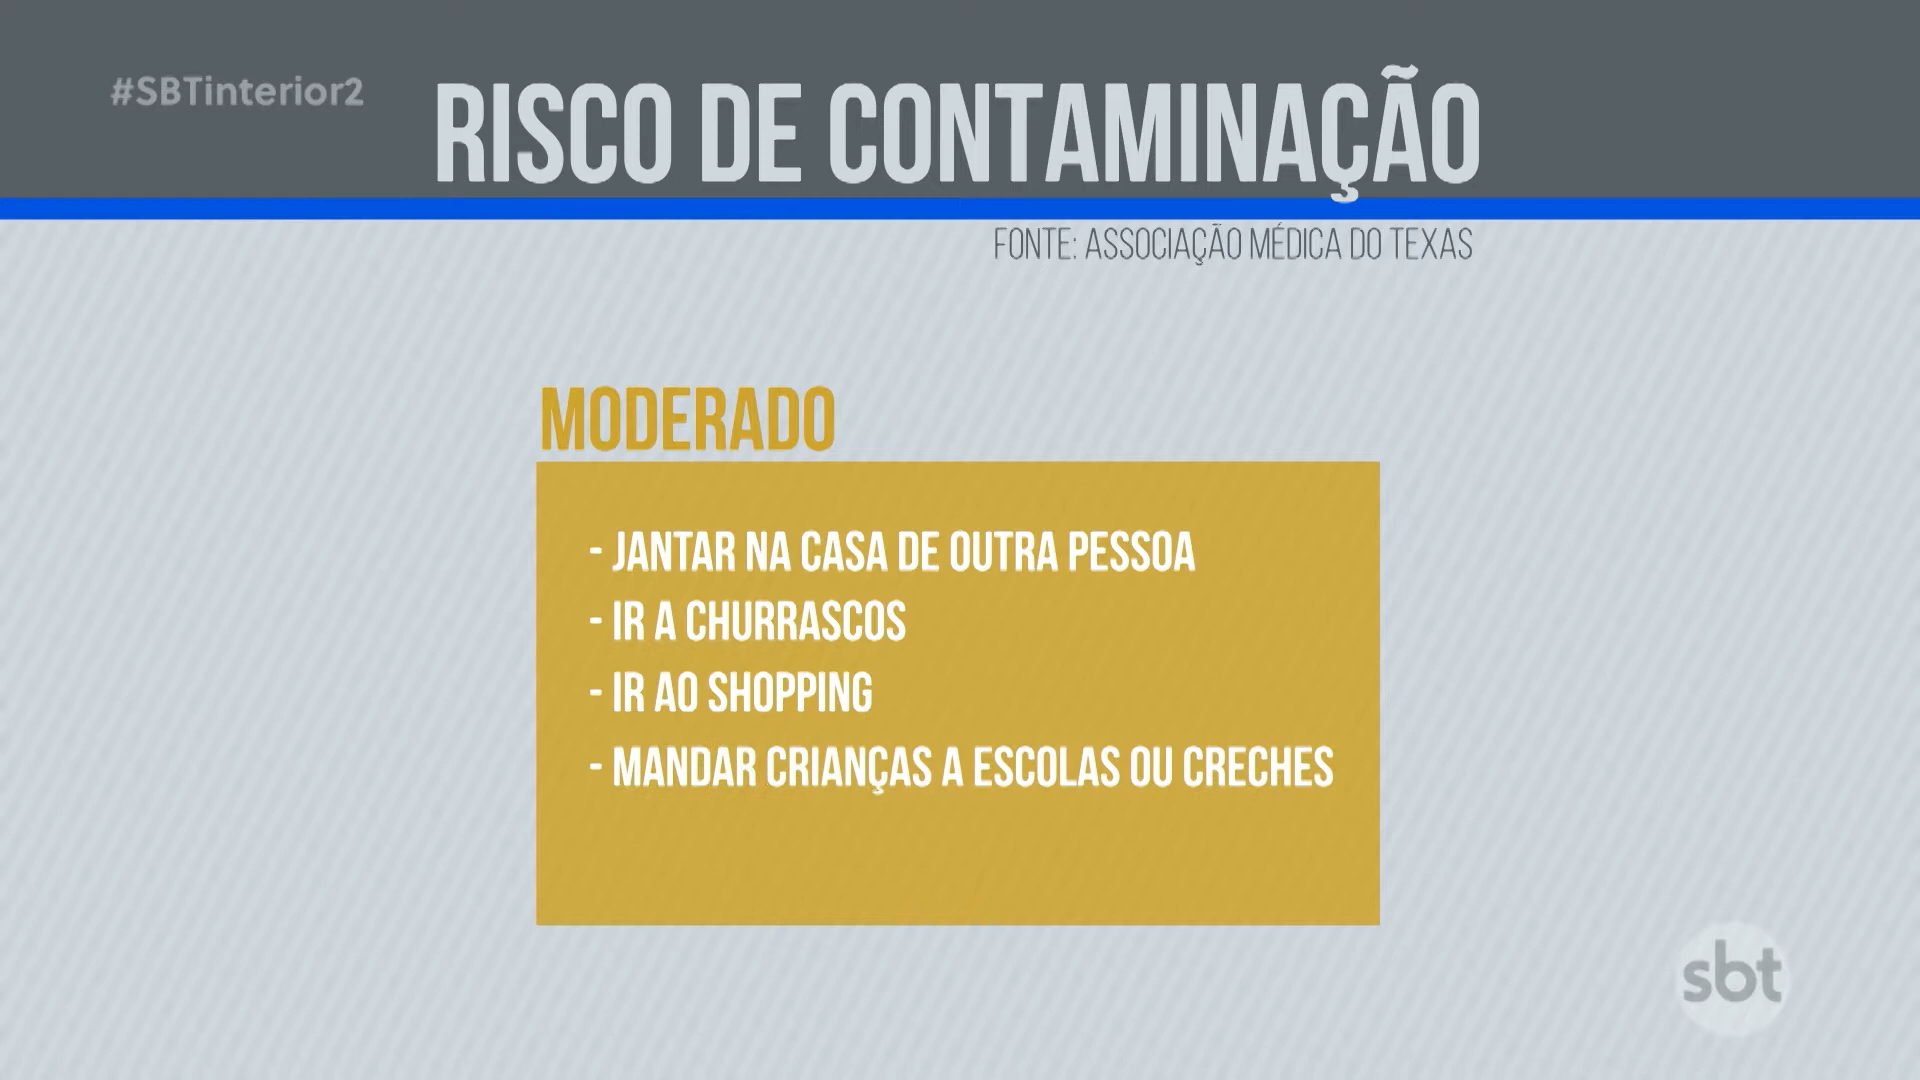 #SBTinterior2
RISCO DE CONTAMINAÇÃO
FONTE: ASSOCIAÇÃO MÉDICA DO TEXAS
MODERADO
- JANTAR NA CASA DE OUTRA PESSOA
- IR A CHURRASCOS
- IR AO SHOPPING
- MANDAR CRIANÇAS A ESCOLAS OU CRECHES
sbt